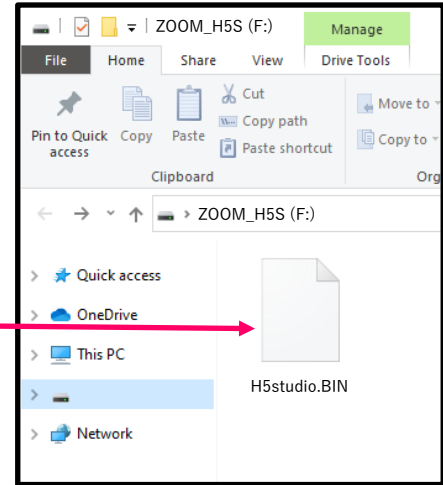 ZOOM_H5S (F:)
Manage
File Home Share View Drive Tools
Pin to Quick access
Copy
Paste
Cut
Copy path
Paste shortcut
Move to
Copy to
Clipboard
Org
ZOOM_H5S (F:)
Quick access
OneDrive
This PC
Network
H5studio.BIN